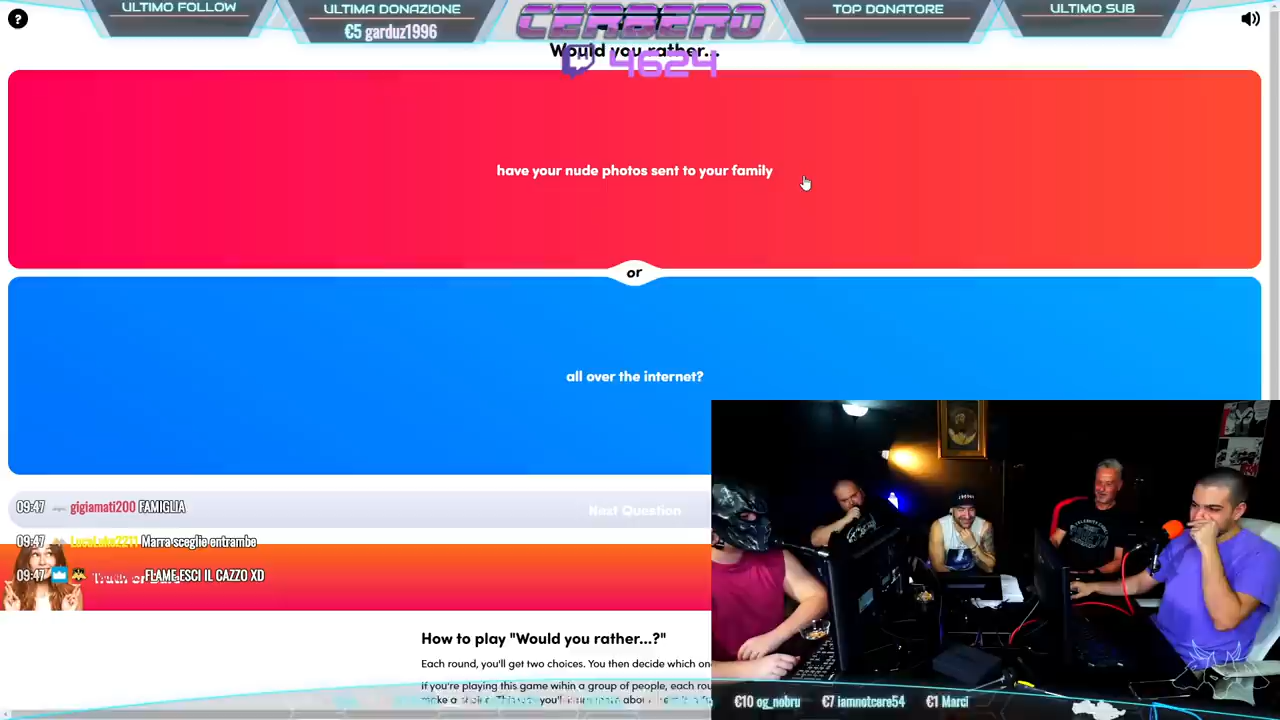 ULTIMO FOLLOW
ULTIMA DONAZIONE
€5 garduz1996
CERBERO
TOP DONATORE
ULTIMO SUB
Would you rather...
4624
have your nude photos sent to your family
or
all over the internet?
Next Question
09:47 gigiamati200 FAMIGLIA
09:47 Marra sceglie entrambe
09:47 FLAME ESCI IL CAZZO XD
How to play "Would you rather...?"
Each round, you'll get two choices. You then decide which
If you're playing this game wihin a group of people, each
€10 og_nobru €7 iamnotcere54 €1 Marci